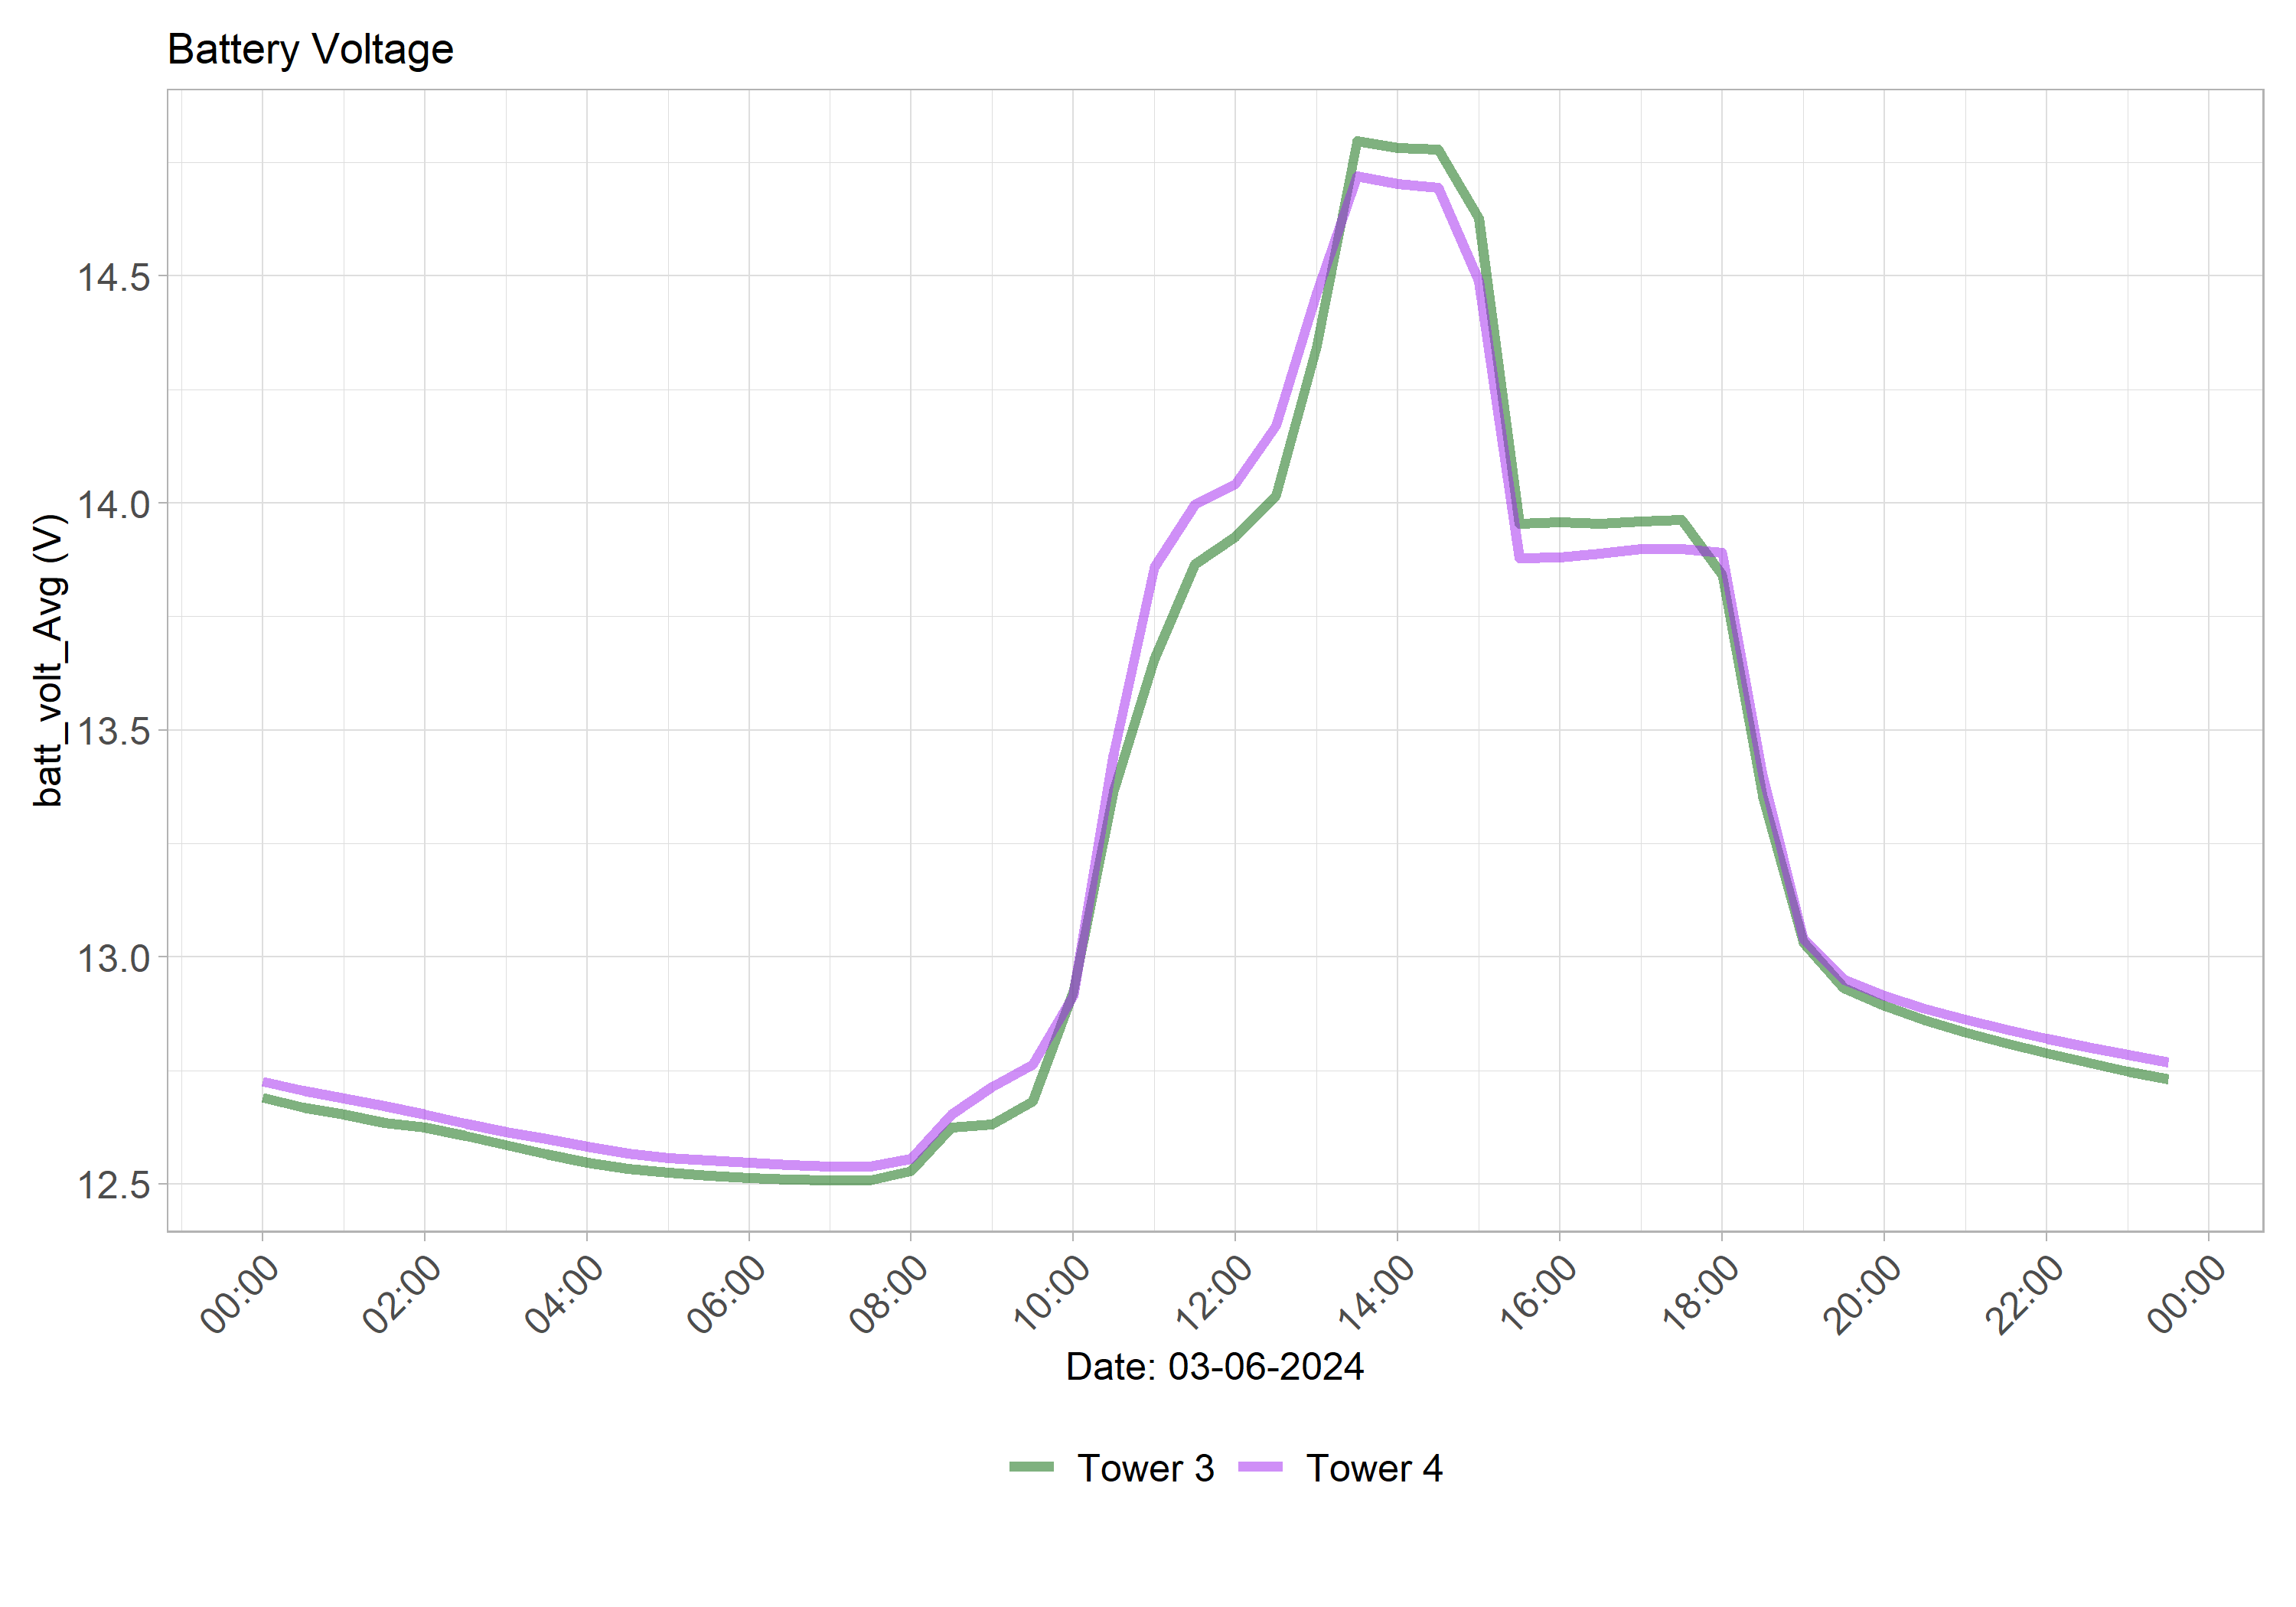 Battery Voltage
batt_volt_Avg (V)
14.5
14.0
13.5
13.0
12.5
00:00 02:00 04:00 06:00 08:00 10:00 12:00 14:00 16:00 18:00 20:00 22:00 00:00
Date: 03-06-2024
Tower 3 Tower 4